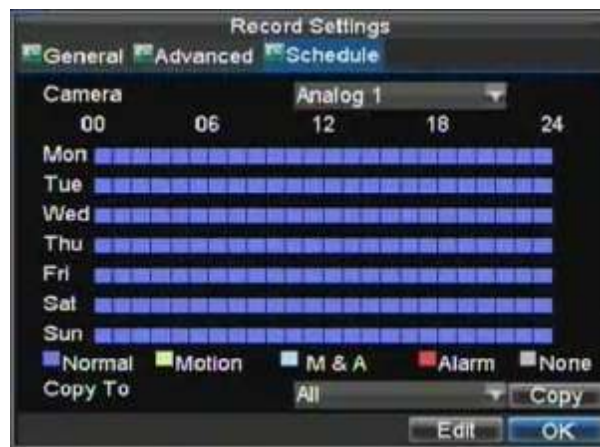 Record Settings
General Advanced Schedule
Camera Analog 1
00 06 12 18 24
Mon
Tue
Wed
Thu
Fri
Sat
Sun
Normal Motion M & A Alarm None
Copy To All Copy
Edit OK